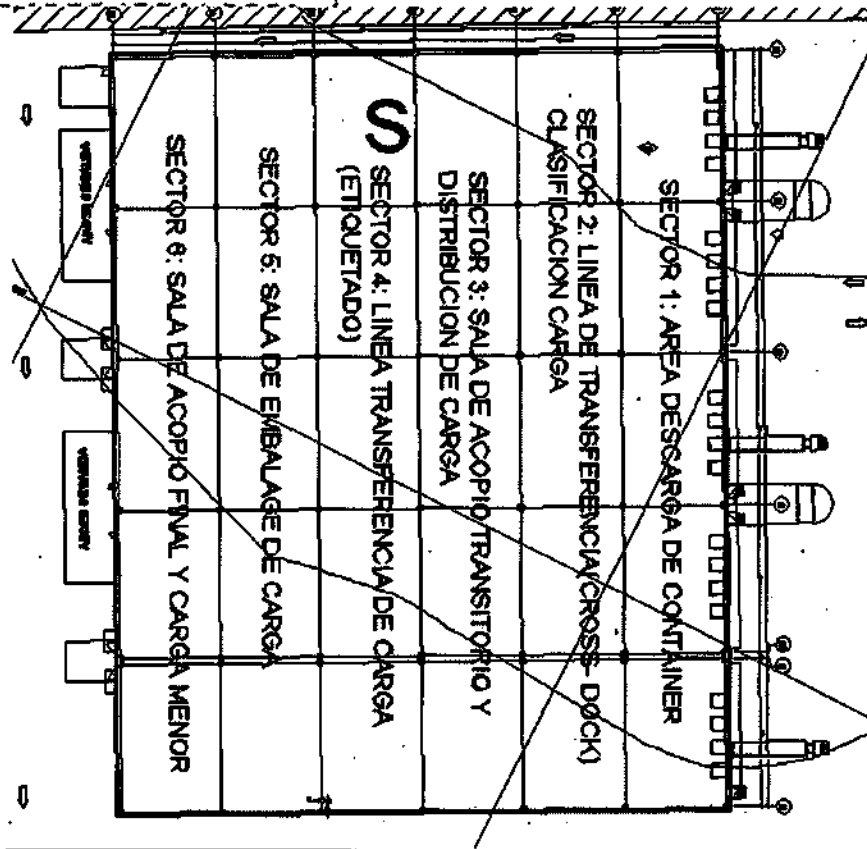 SECTOR 1: AREA DESCARGA DE CONTAINER
SECTOR 2: LINEA DE TRANSFERENCIA(CROSS-DOCK)
CLASIFICACION CARGA
SECTOR 3: SALA DE ACOPIO TRANSITORIO Y
DISTRIBUCION DE CARGA
S
SECTOR 4: LINEA TRANSFERENCIA DE CARGA
(ETIQUETADO)
SECTOR 5: SALA DE EMBALAGE DE CARGA
SECTOR 6: SALA DE ACOPIO FINAL Y CARGA MENOR